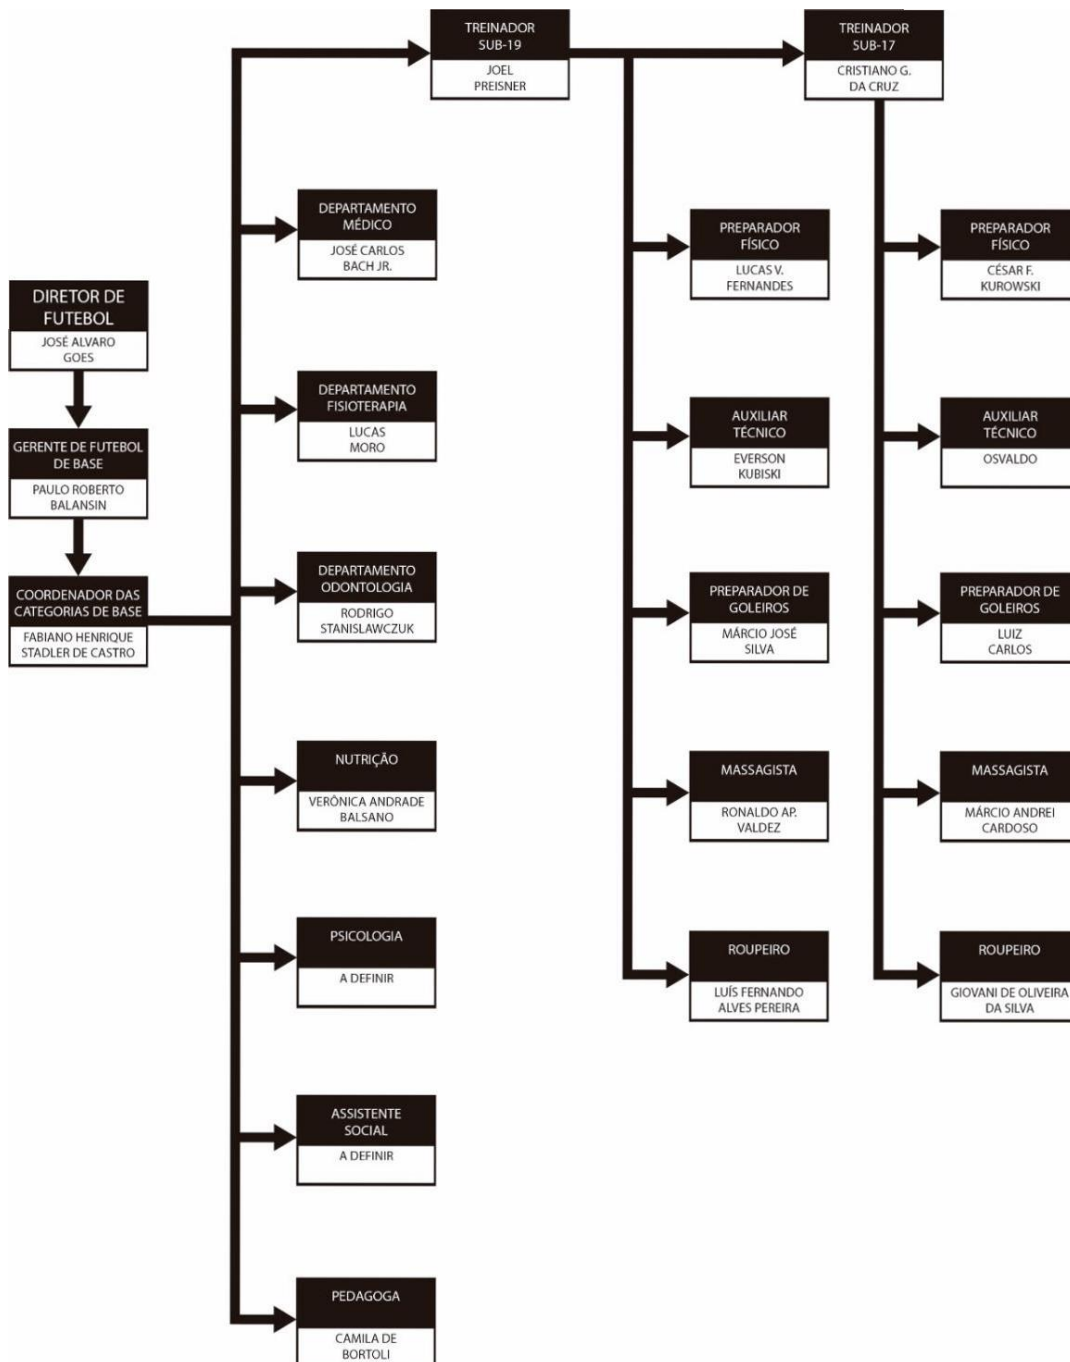 TREINADOR
SUB-19
JOEL
PREISNER
TREINADOR
SUB-17
CRISTIANO G.
DA CRUZ
DIRETOR DE
FUTEBOL
JOSÉ ALVARO
GOES
GERENTE DE FUTEBOL
DE BASE
PAULO ROBERTO
BALANSIN
COORDENADOR DAS
CATEGORIAS DE BASE
FABIANO HENRIQUE
STADLER DE CASTRO
DEPARTAMENTO
MÉDICO
JOSÉ CARLOS
BACH JR.
DEPARTAMENTO
FISIOTERAPIA
LUCAS
MORO
DEPARTAMENTO
ODONTOLOGIA
RODRIGO
STANISLAWCZUK
NUTRIÇÃO
VERÔNICA ANDRADE
BALSANO
PSICOLOGIA
A DEFINIR
ASSISTENTE
SOCIAL
A DEFINIR
PEDAGOGA
CAMILA DE
BORTOLI
PREPARADOR
FÍSICO
LUCAS V.
FERNANDES
AUXILIAR
TÉCNICO
EVERSON
KUBISKI
PREPARADOR DE
GOLEIROS
MÁRCIO JOSÉ
SILVA
MASSAGISTA
RONALDO AP.
VALDEZ
ROUPEIRO
LUÍS FERNANDO
ALVES PEREIRA
PREPARADOR
FÍSICO
CÉSAR F.
KUROWSKI
AUXILIAR
TÉCNICO
OSVALDO
PREPARADOR DE
GOLEIROS
LUIZ
CARLOS
MASSAGISTA
MÁRCIO ANDREI
CARDOSO
ROUPEIRO
GIOVANI DE OLIVEIRA
DA SILVA